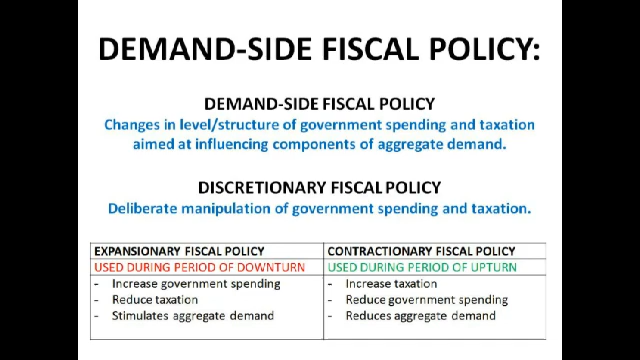 DEMAND-SIDE FISCAL POLICY:
DEMAND-SIDE FISCAL POLICY
Changes in level/structure of government spending and taxation
aimed at influencing components of aggregate demand.
DISCRETIONARY FISCAL POLICY
Deliberate manipulation of government spending and taxation.
EXPANSIONARY FISCAL POLICY
USED DURING PERIOD OF DOWNTURN
- Increase government spending
- Reduce taxation
- Stimulates aggregate demand
CONTRACTIONARY FISCAL POLICY
USED DURING PERIOD OF UPTURN
- Increase taxation
- Reduce government spending
- Reduces aggregate demand